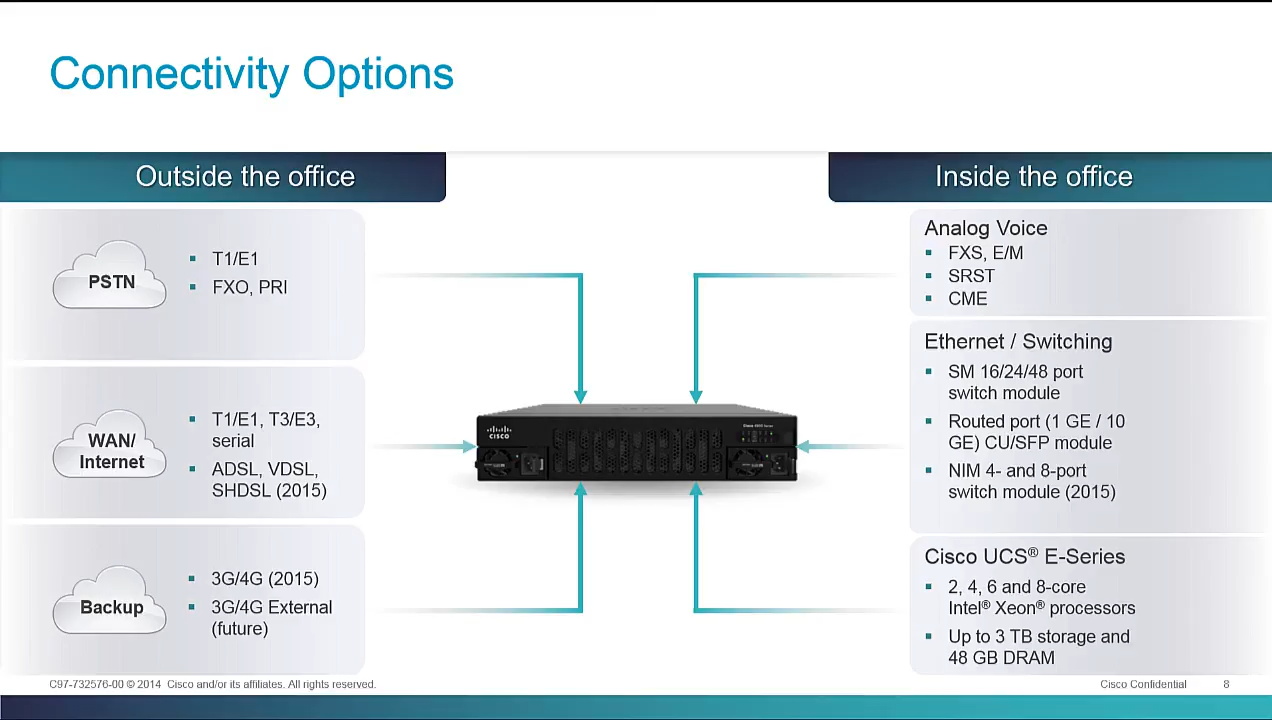 Connectivity Options
Outside the office
PSTN
T1/E1
FXO, PRI
WAN/
Internet
T1/E1, T3/E3,
serial
ADSL, VDSL,
SHDSL (2015)
Backup
3G/4G (2015)
3G/4G External
(future)
CISCO
Cisco 4400 Series
Inside the office
Analog Voice
FXS, E/M
SRST
CME
Ethernet / Switching
SM 16/24/48 port
switch module
Routed port (1 GE / 10
GE) CU/SFP module
NIM 4- and 8-port
switch module (2015)
Cisco UCS® E-Series
2, 4, 6 and 8-core
Intel® Xeon® processors
Up to 3 TB storage and
48 GB DRAM
C97-732576-00 © 2014 Cisco and/or its affiliates. All rights reserved.
Cisco Confidential
8